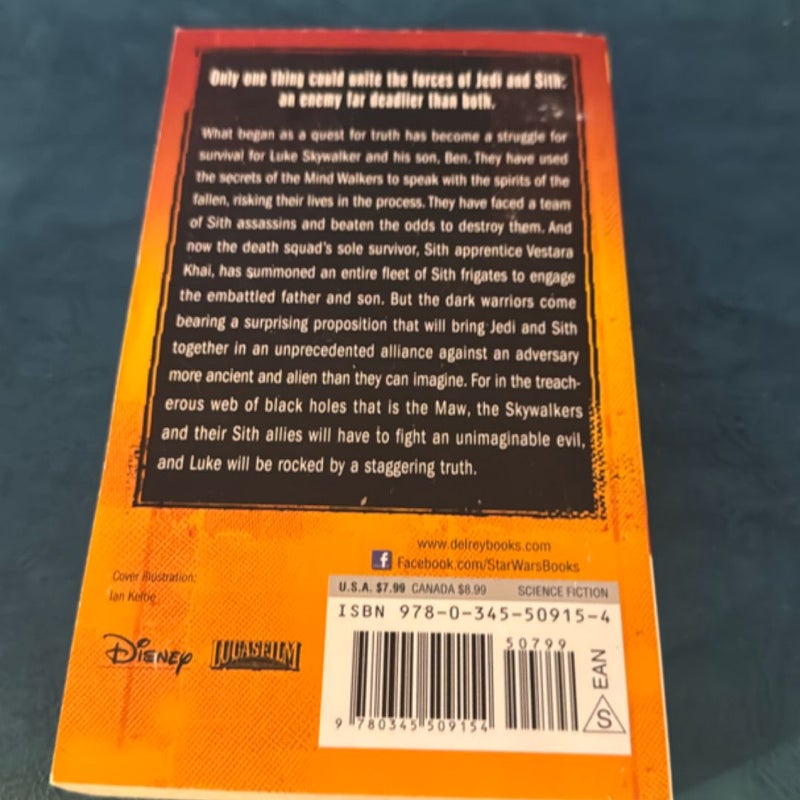 Only one thing could unite the forces of Jedi and Sith:
an enemy far deadlier than both.
What began as a quest for truth has become a struggle for
survival for Luke Skywalker and his son, Ben. They have used
the secrets of the Mind Walkers to speak with the spirits of the
fallen, risking their lives in the process. They have faced a team
of Sith assassins and beaten the odds to destroy them. And
now the death squad's sole survivor, Sith apprentice Vestara
Khai, has summoned an entire fleet of Sith frigates to engage
the embattled father and son. But the dark warriors come
bearing a surprising proposition that will bring Jedi and Sith
together in an unprecedented alliance against an adversary
more ancient and alien than they can imagine. For in the treach-
erous web of black holes that is the Maw, the Skywalkers
and their Sith allies will have to fight an unimaginable evil,
and Luke will be rocked by a staggering truth.
www.delreybooks.com
f Facebook.com/StarWarsBooks
Cover illustration:
Ian Keltie
Disney LUCASFILM
U.S.A. $7.99 CANADA $8.99 SCIENCE FICTION
ISBN 978-0-345-50915-4
50799
9 780345 509154
EAN
S